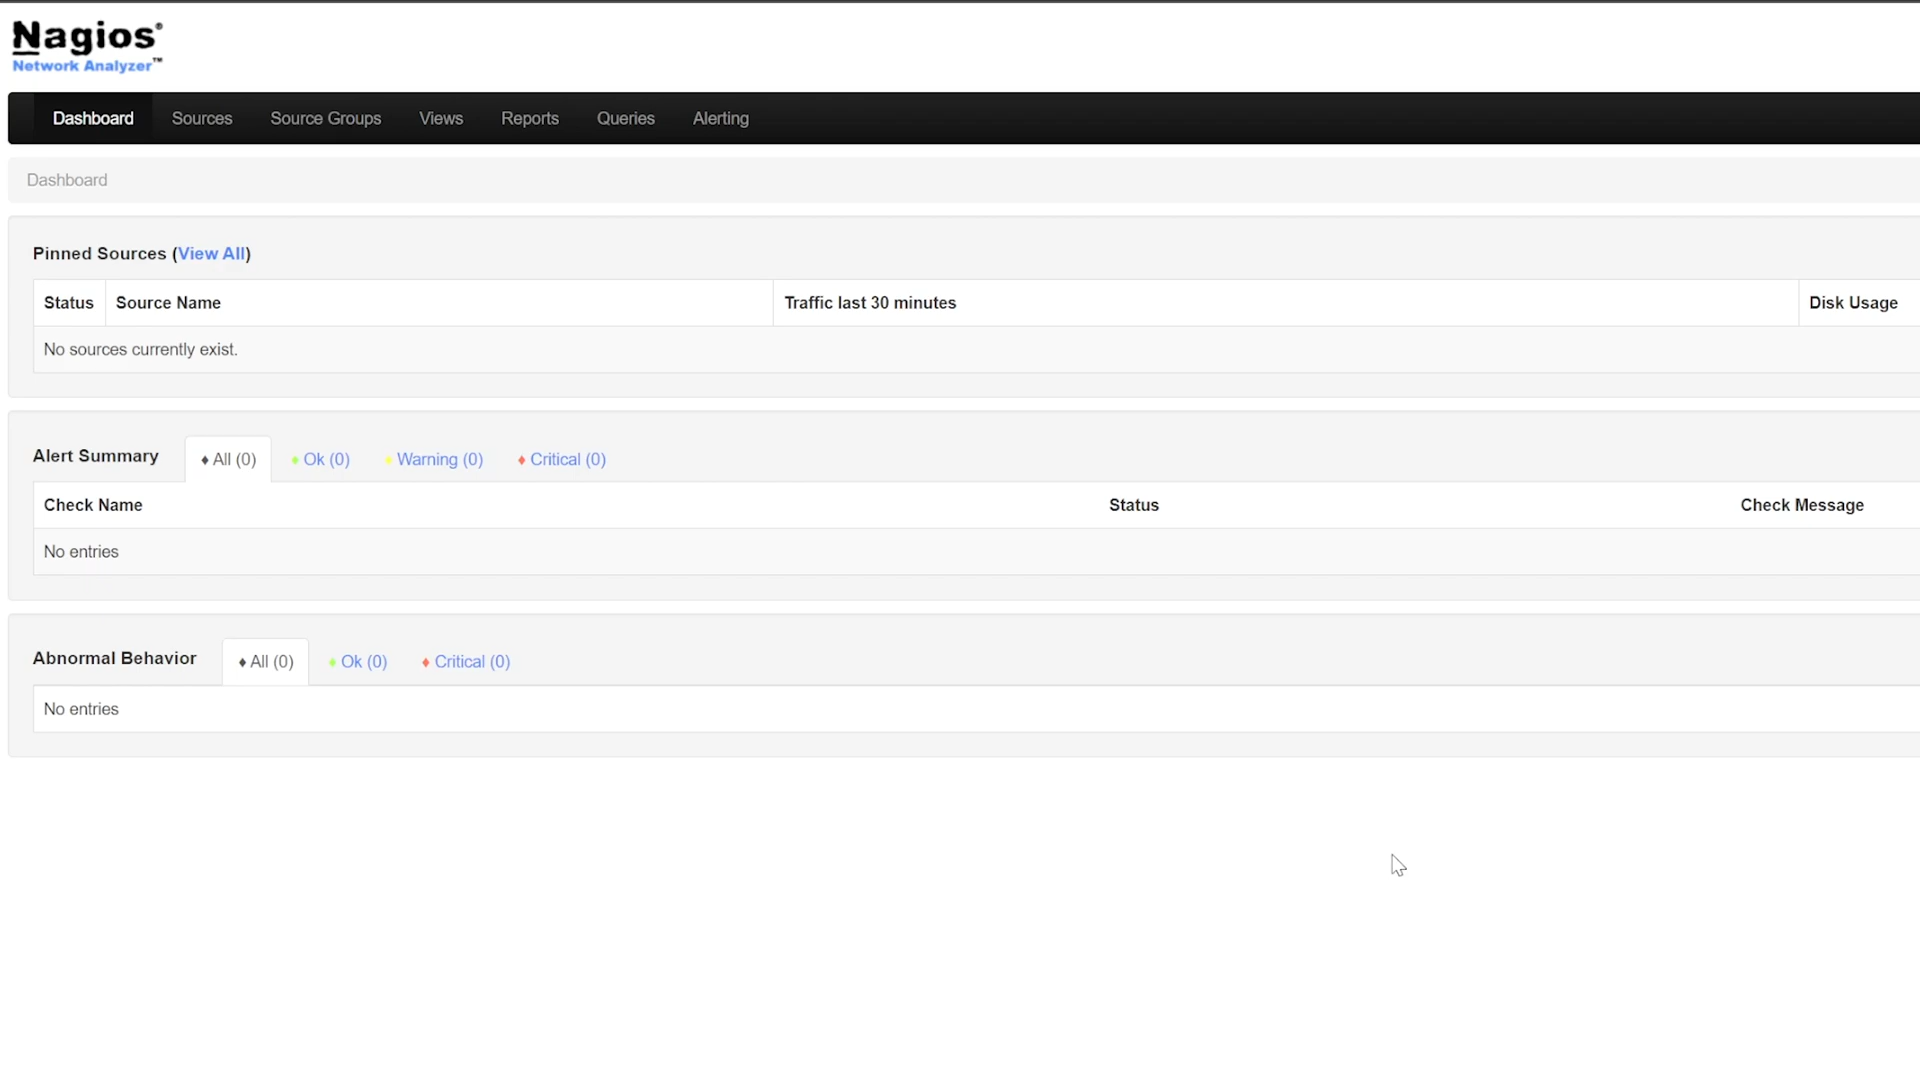 Nagios®
Network Analyzer™
Dashboard Sources Source Groups Views Reports Queries Alerting
Dashboard
Pinned Sources (View All)
Status Source Name Traffic last 30 minutes Disk Usage
No sources currently exist.
Alert Summary All (0) Ok (0) Warning (0) Critical (0)
Check Name Status Check Message
No entries
Abnormal Behavior All (0) Ok (0) Critical (0)
No entries